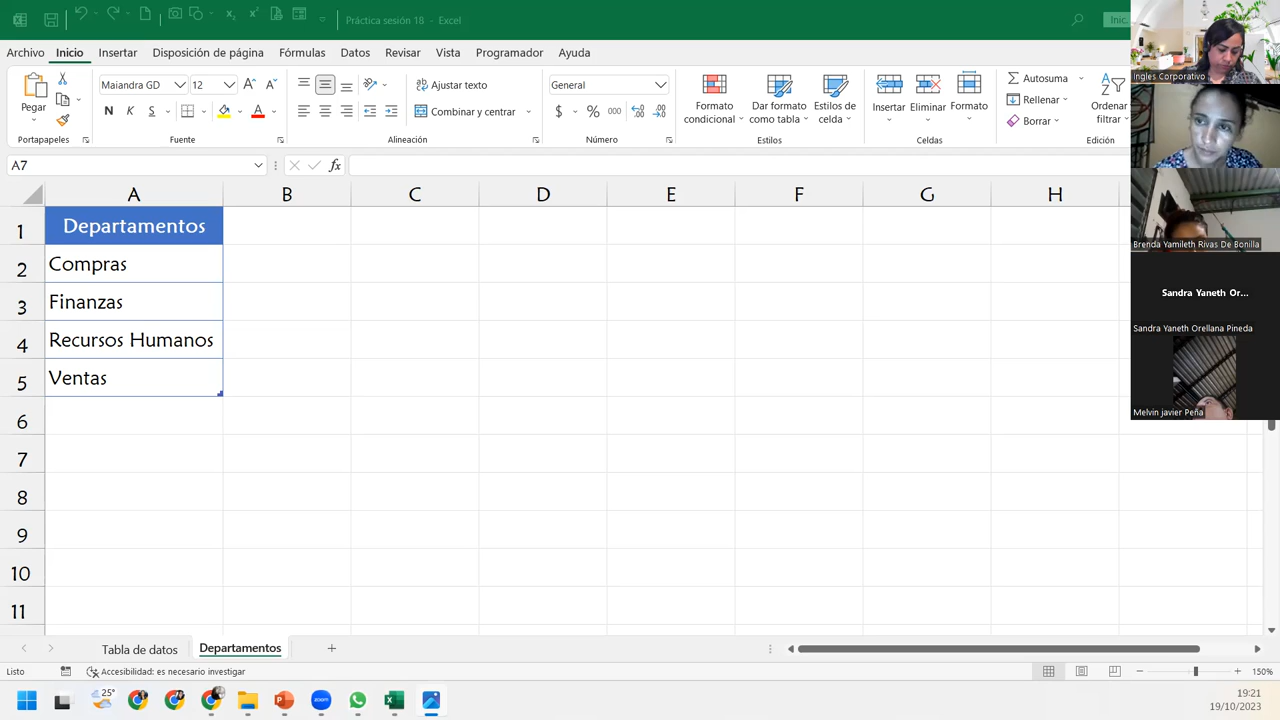 Práctica sesión 18 - Excel
Inic
Archivo Inicio Insertar Disposición de página Fórmulas Datos Revisar Vista Programador Ayuda
Pegar
Portapapeles
Maiandra GD 12
N K S
Fuente
Ajustar texto
Combinar y centrar
Alineación
General
$ % 000
Número
Formato condicional
Dar formato como tabla
Estilos de celda
Estilos
Insertar Eliminar Formato
Celdas
Autosuma
Rellenar
Borrar
Ordenar
filtrar
Edición
A7
fx
A B C D E F G H
1 Departamentos
2 Compras
3 Finanzas
4 Recursos Humanos
5 Ventas
6
7
8
9
10
11
Tabla de datos Departamentos
Listo Accesibilidad: es necesario investigar
150%
25°
19:21
19/10/2023
Ingles Corporativo
Brenda Yamileth Rivas De Bonilla
Sandra Yaneth Or...
Sandra Yaneth Orellana Pineda
Melvin javier Peña